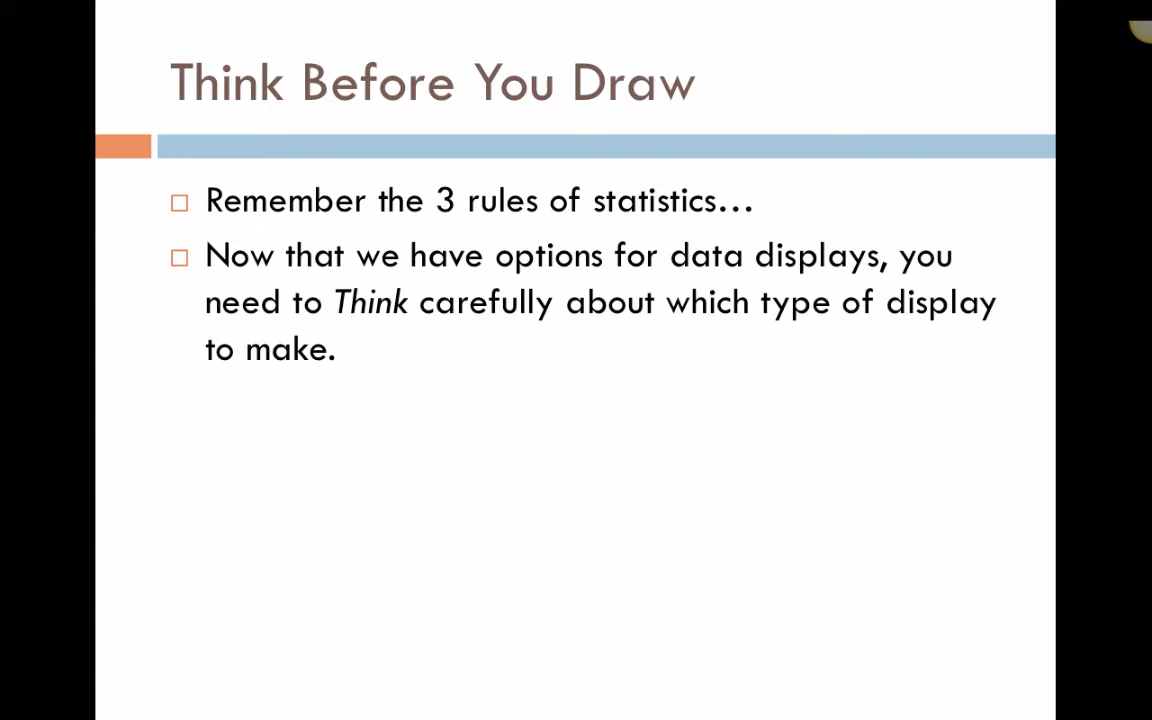 Think Before You Draw
Remember the 3 rules of statistics…
Now that we have options for data displays, you
need to Think carefully about which type of display
to make.